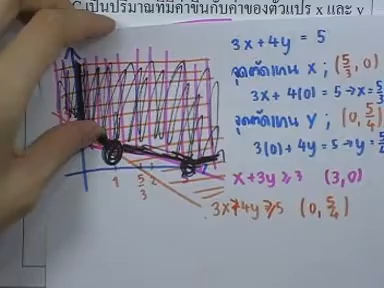 C เป็นปริมาณที่มีค่าขึ้นกับค่าของตัวแปร x และ y
3x+4y = 5
จุดตัดแกน x ; (5/3, 0)
3x + 4(0) = 5 → x = 5/3
จุดตัดแกน y ; (0, 5/4)
3(0) + 4y = 5 → y =
x + 3y ≥ 3 (3, 0)
3x + 4y ≥ 5 (0, 5/4)
1 5/3 2 3